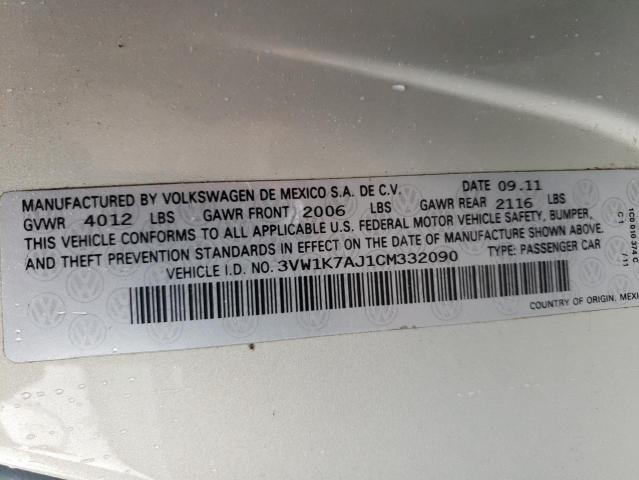 MANUFACTURED BY VOLKSWAGEN DE MEXICO S.A. DE C.V. DATE 09.11
GVWR 4012 LBS GAWR FRONT 2006 LBS GAWR REAR 2116 LBS
THIS VEHICLE CONFORMS TO ALL APPLICABLE U.S. FEDERAL MOTOR VEHICLE SAFETY, BUMPER,
AND THEFT PREVENTION STANDARDS IN EFFECT ON THE DATE OF MANUFACTURE SHOWN ABOVE.
VEHICLE I.D. NO. 3VW1K7AJ1CM332090 TYPE: PASSENGER CAR
COUNTRY OF ORIGIN, MEXI
C1 /11